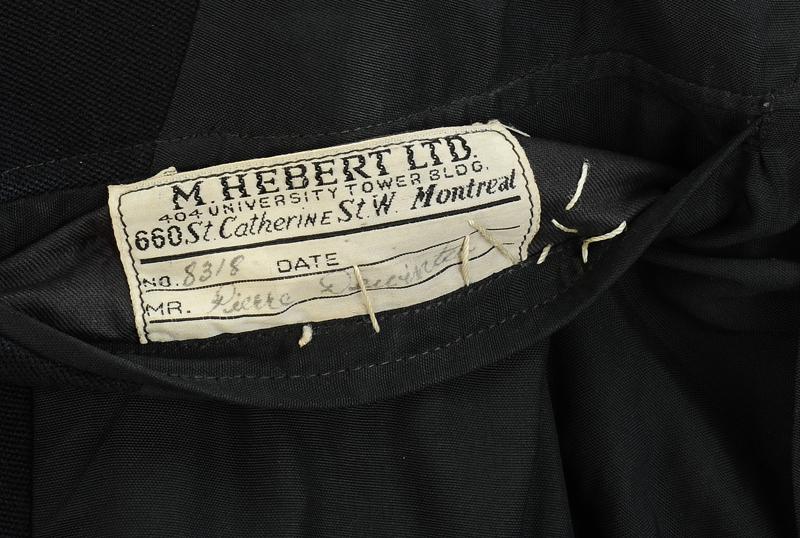 M. HEBERT LTD.
404 UNIVERSITY TOWER BLDG.
660 St. Catherine St. W. Montreal
NO. 8318 DATE
MR. Pierre